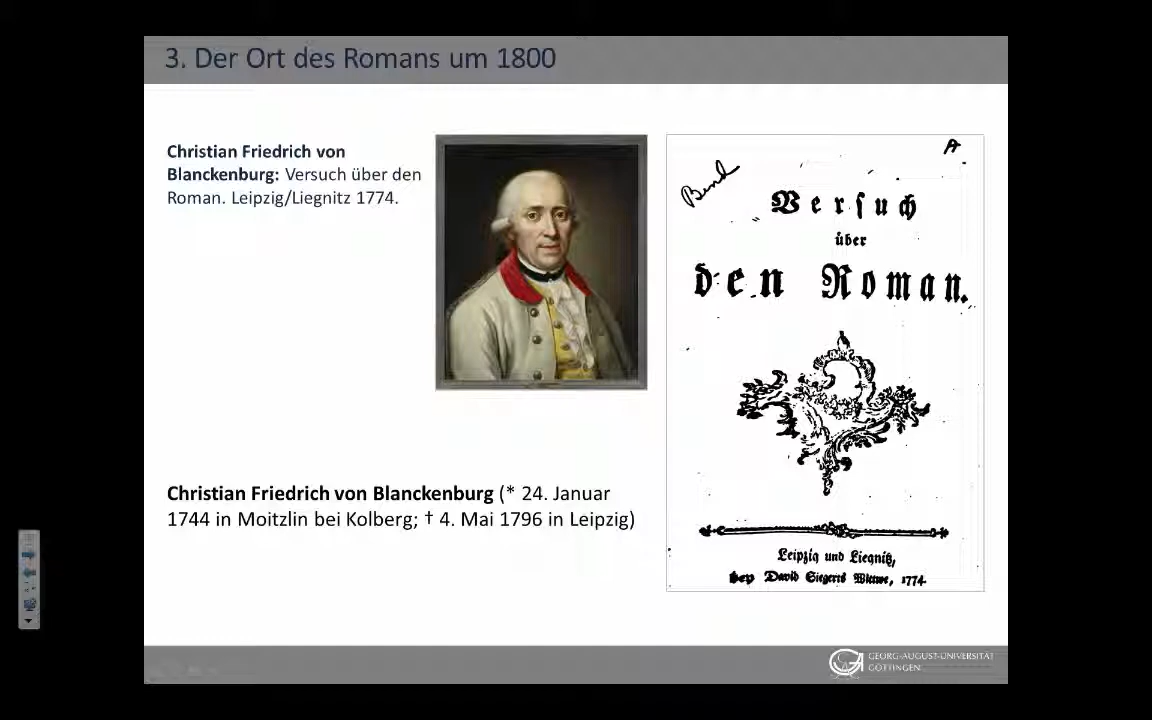 3. Der Ort des Romans um 1800
Christian Friedrich von
Blanckenburg: Versuch über den
Roman. Leipzig/Liegnitz 1774.
Christian Friedrich von Blanckenburg (* 24. Januar
1744 in Moitzlin bei Kolberg; † 4. Mai 1796 in Leipzig)
A
Versuch
über
den Roman.
Leipzig und Liegnitz,
bey David Siegerts Wittwe, 1774.
GEORG-AUGUST-UNIVERSITÄT
GÖTTINGEN